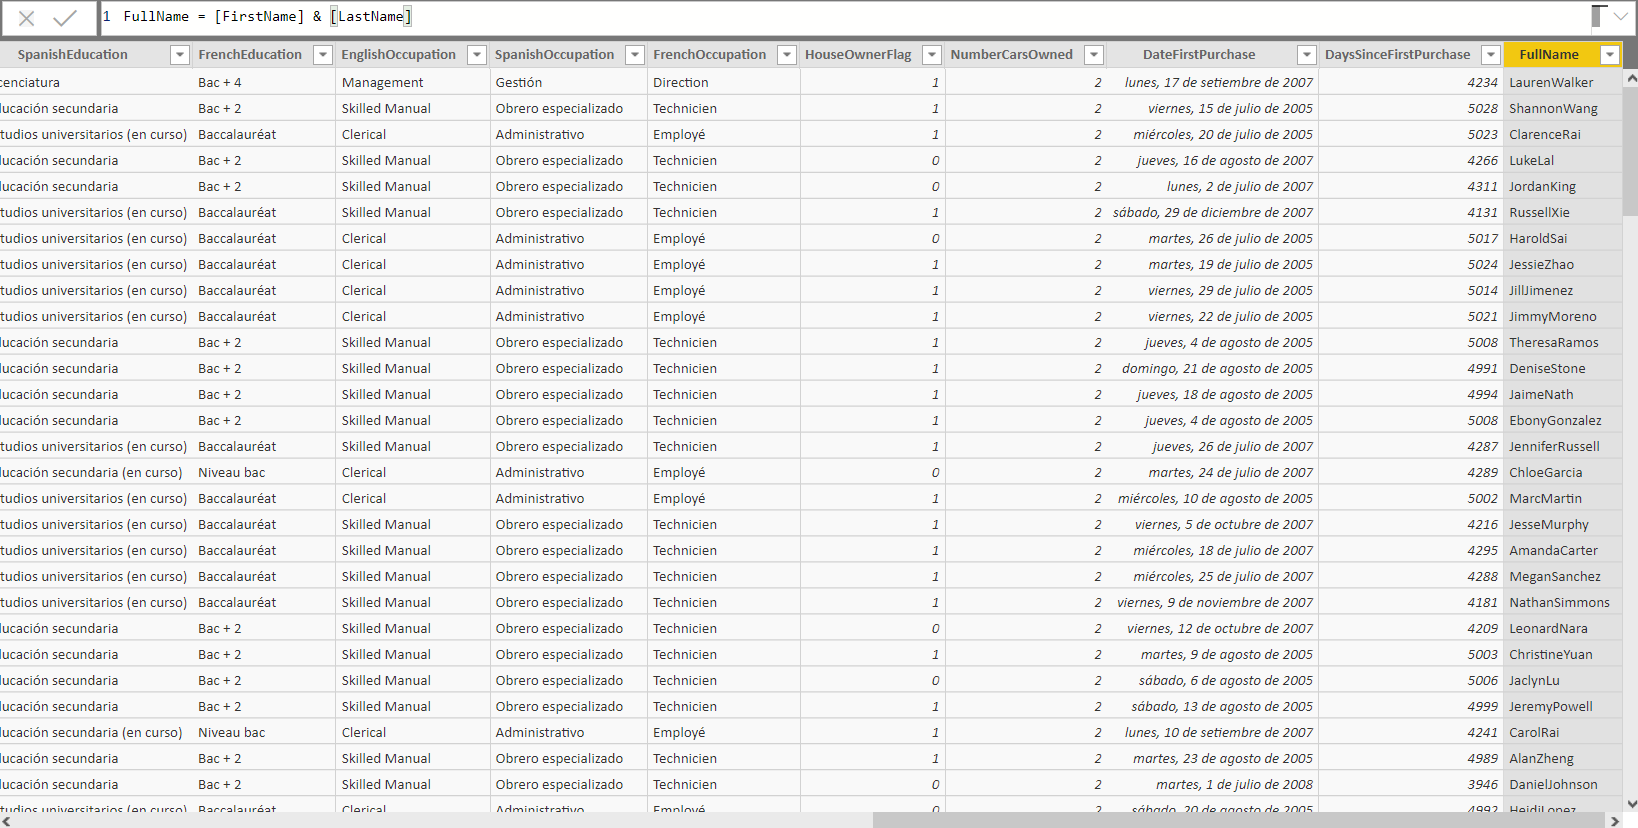 1 FullName = [FirstName] & [LastName]
SpanishEducation FrenchEducation EnglishOccupation SpanishOccupation FrenchOccupation HouseOwnerFlag NumberCarsOwned DateFirstPurchase DaysSinceFirstPurchase FullName
cenciatura Bac + 4 Management Gestión Direction 1 2 lunes, 17 de setiembre de 2007 4234 LaurenWalker
lucación secundaria Bac + 2 Skilled Manual Obrero especializado Technicien 1 2 viernes, 15 de julio de 2005 5028 ShannonWang
tudios universitarios (en curso) Baccalauréat Clerical Administrativo Employé 1 2 miércoles, 20 de julio de 2005 5023 ClarenceRai
lucación secundaria Bac + 2 Skilled Manual Obrero especializado Technicien 0 2 jueves, 16 de agosto de 2007 4266 LukeLal
lucación secundaria Bac + 2 Skilled Manual Obrero especializado Technicien 0 2 lunes, 2 de julio de 2007 4311 JordanKing
tudios universitarios (en curso) Baccalauréat Skilled Manual Obrero especializado Technicien 1 2 sábado, 29 de diciembre de 2007 4131 RussellXie
tudios universitarios (en curso) Baccalauréat Clerical Administrativo Employé 0 2 martes, 26 de julio de 2005 5017 HaroldSai
tudios universitarios (en curso) Baccalauréat Clerical Administrativo Employé 1 2 martes, 19 de julio de 2005 5024 JessieZhao
tudios universitarios (en curso) Baccalauréat Clerical Administrativo Employé 1 2 viernes, 29 de julio de 2005 5014 JillJimenez
tudios universitarios (en curso) Baccalauréat Clerical Administrativo Employé 1 2 viernes, 22 de julio de 2005 5021 JimmyMoreno
lucación secundaria Bac + 2 Skilled Manual Obrero especializado Technicien 1 2 jueves, 4 de agosto de 2005 5008 TheresaRamos
lucación secundaria Bac + 2 Skilled Manual Obrero especializado Technicien 1 2 domingo, 21 de agosto de 2005 4991 DeniseStone
lucación secundaria Bac + 2 Skilled Manual Obrero especializado Technicien 1 2 jueves, 18 de agosto de 2005 4994 JaimeNath
lucación secundaria Bac + 2 Skilled Manual Obrero especializado Technicien 1 2 jueves, 4 de agosto de 2005 5008 EbonyGonzalez
tudios universitarios (en curso) Baccalauréat Skilled Manual Obrero especializado Technicien 1 2 jueves, 26 de julio de 2007 4287 JenniferRussell
lucación secundaria (en curso) Niveau bac Clerical Administrativo Employé 0 2 martes, 24 de julio de 2007 4289 ChloeGarcia
tudios universitarios (en curso) Baccalauréat Clerical Administrativo Employé 1 2 miércoles, 10 de agosto de 2005 5002 MarcMartin
tudios universitarios (en curso) Baccalauréat Skilled Manual Obrero especializado Technicien 1 2 viernes, 5 de octubre de 2007 4216 JesseMurphy
tudios universitarios (en curso) Baccalauréat Skilled Manual Obrero especializado Technicien 1 2 miércoles, 18 de julio de 2007 4295 AmandaCarter
tudios universitarios (en curso) Baccalauréat Skilled Manual Obrero especializado Technicien 1 2 miércoles, 25 de julio de 2007 4288 MeganSanchez
tudios universitarios (en curso) Baccalauréat Skilled Manual Obrero especializado Technicien 1 2 viernes, 9 de noviembre de 2007 4181 NathanSimmons
lucación secundaria Bac + 2 Skilled Manual Obrero especializado Technicien 0 2 viernes, 12 de octubre de 2007 4209 LeonardNara
lucación secundaria Bac + 2 Skilled Manual Obrero especializado Technicien 1 2 martes, 9 de agosto de 2005 5003 ChristineYuan
lucación secundaria Bac + 2 Skilled Manual Obrero especializado Technicien 0 2 sábado, 6 de agosto de 2005 5006 JaclynLu
lucación secundaria Bac + 2 Skilled Manual Obrero especializado Technicien 1 2 sábado, 13 de agosto de 2005 4999 JeremyPowell
lucación secundaria (en curso) Niveau bac Clerical Administrativo Employé 0 2 lunes, 10 de setiembre de 2007 4241 CarolRai
lucación secundaria Bac + 2 Skilled Manual Obrero especializado Technicien 1 2 martes, 23 de agosto de 2005 4989 AlanZheng
lucación secundaria Bac + 2 Skilled Manual Obrero especializado Technicien 0 2 martes, 1 de julio de 2008 3946 DanielJohnson
tudios universitarios (en curso) Baccalauréat Clerical Administrativo Employé 0 2 sábado, 20 de agosto de 2005 4992 HeidiLopez